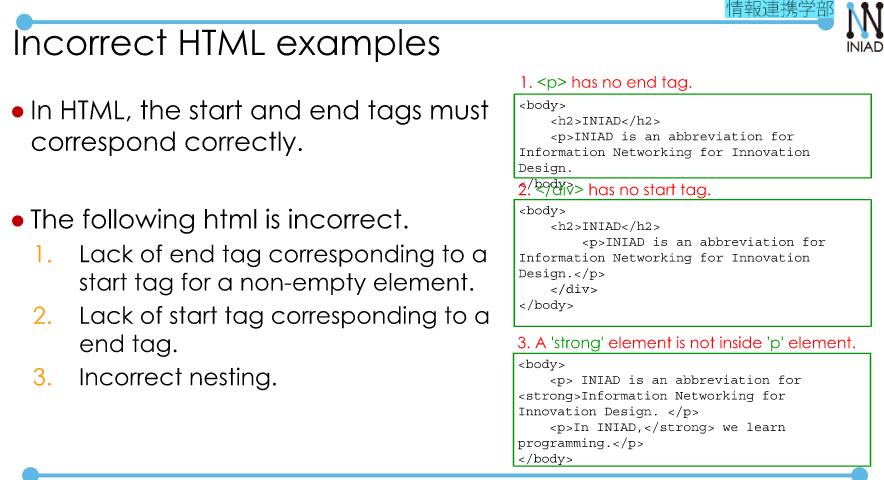 情報連携学部
INIAD
Incorrect HTML examples
● In HTML, the start and end tags must
correspond correctly.
● The following html is incorrect.
1. Lack of end tag corresponding to a
start tag for a non-empty element.
2. Lack of start tag corresponding to a
end tag.
3. Incorrect nesting.
1. <p> has no end tag.
<body>
<h2>INIAD</h2>
<p>INIAD is an abbreviation for
Information Networking for Innovation
Design.
</body>
2. </div> has no start tag.
<body>
<h2>INIAD</h2>
<p>INIAD is an abbreviation for
Information Networking for Innovation
Design.</p>
</div>
</body>
3. A 'strong' element is not inside 'p' element.
<body>
<p> INIAD is an abbreviation for
<strong>Information Networking for
Innovation Design. </p>
<p>In INIAD,</strong> we learn
programming.</p>
</body>